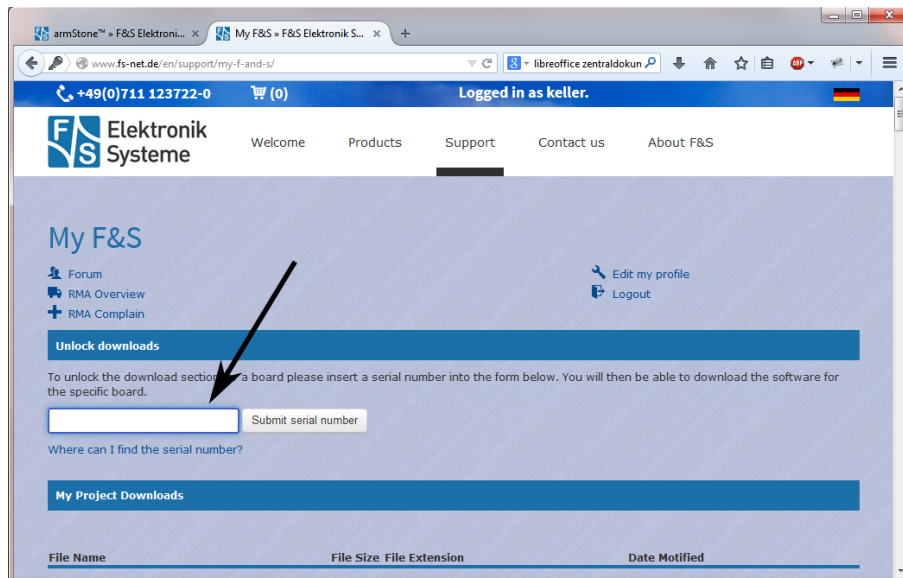 armStone™ » F&S Elektroni...
My F&S » F&S Elektronik S...
www.fs-net.de/en/support/my-f-and-s/
libreoffice zentraldokun
+49(0)711 123722-0
(0)
Logged in as keller.
F&S Elektronik
Systeme
Welcome
Products
Support
Contact us
About F&S
My F&S
Forum
RMA Overview
RMA Complain
Edit my profile
Logout
Unlock downloads
To unlock the download section a board please insert a serial number into the form below. You will then be able to download the software for
the specific board.
Submit serial number
Where can I find the serial number?
My Project Downloads
File Name
File Size
File Extension
Date Motified